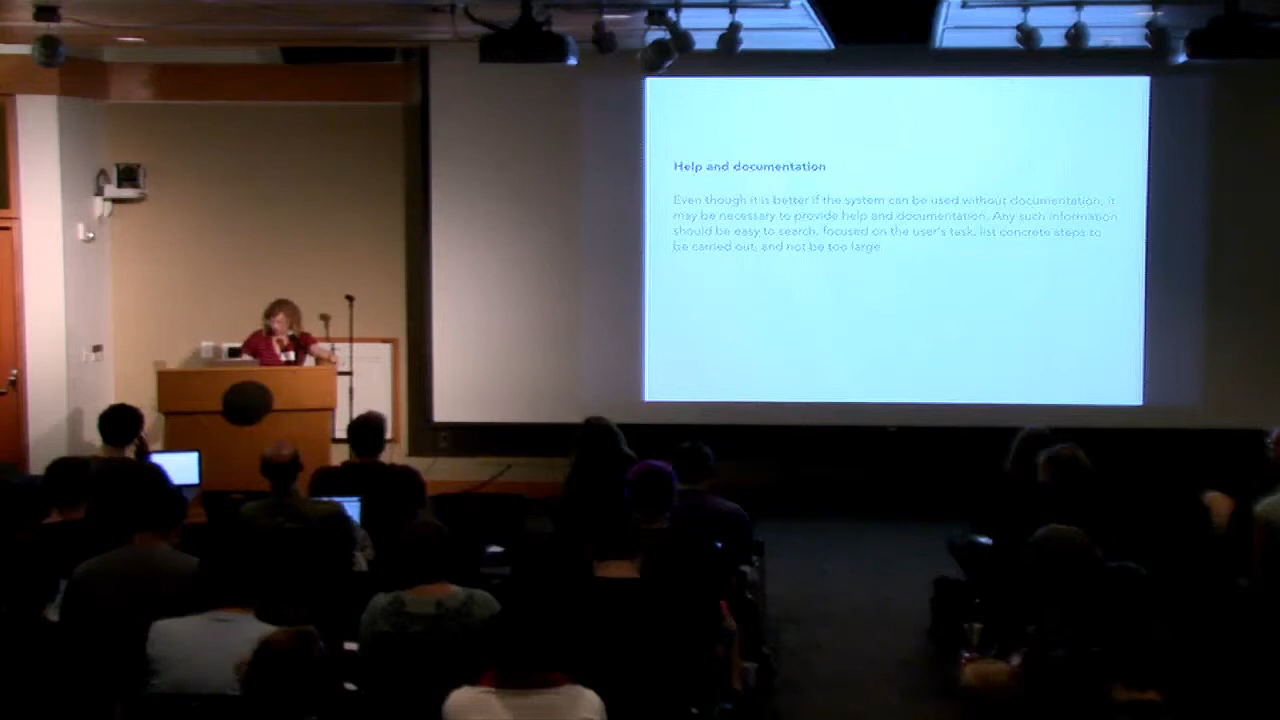 Help and documentation
Even though it is better if the system can be used without documentation, it
may be necessary to provide help and documentation. Any such information
should be easy to search, focused on the user's task, list concrete steps to
be carried out, and not be too large.